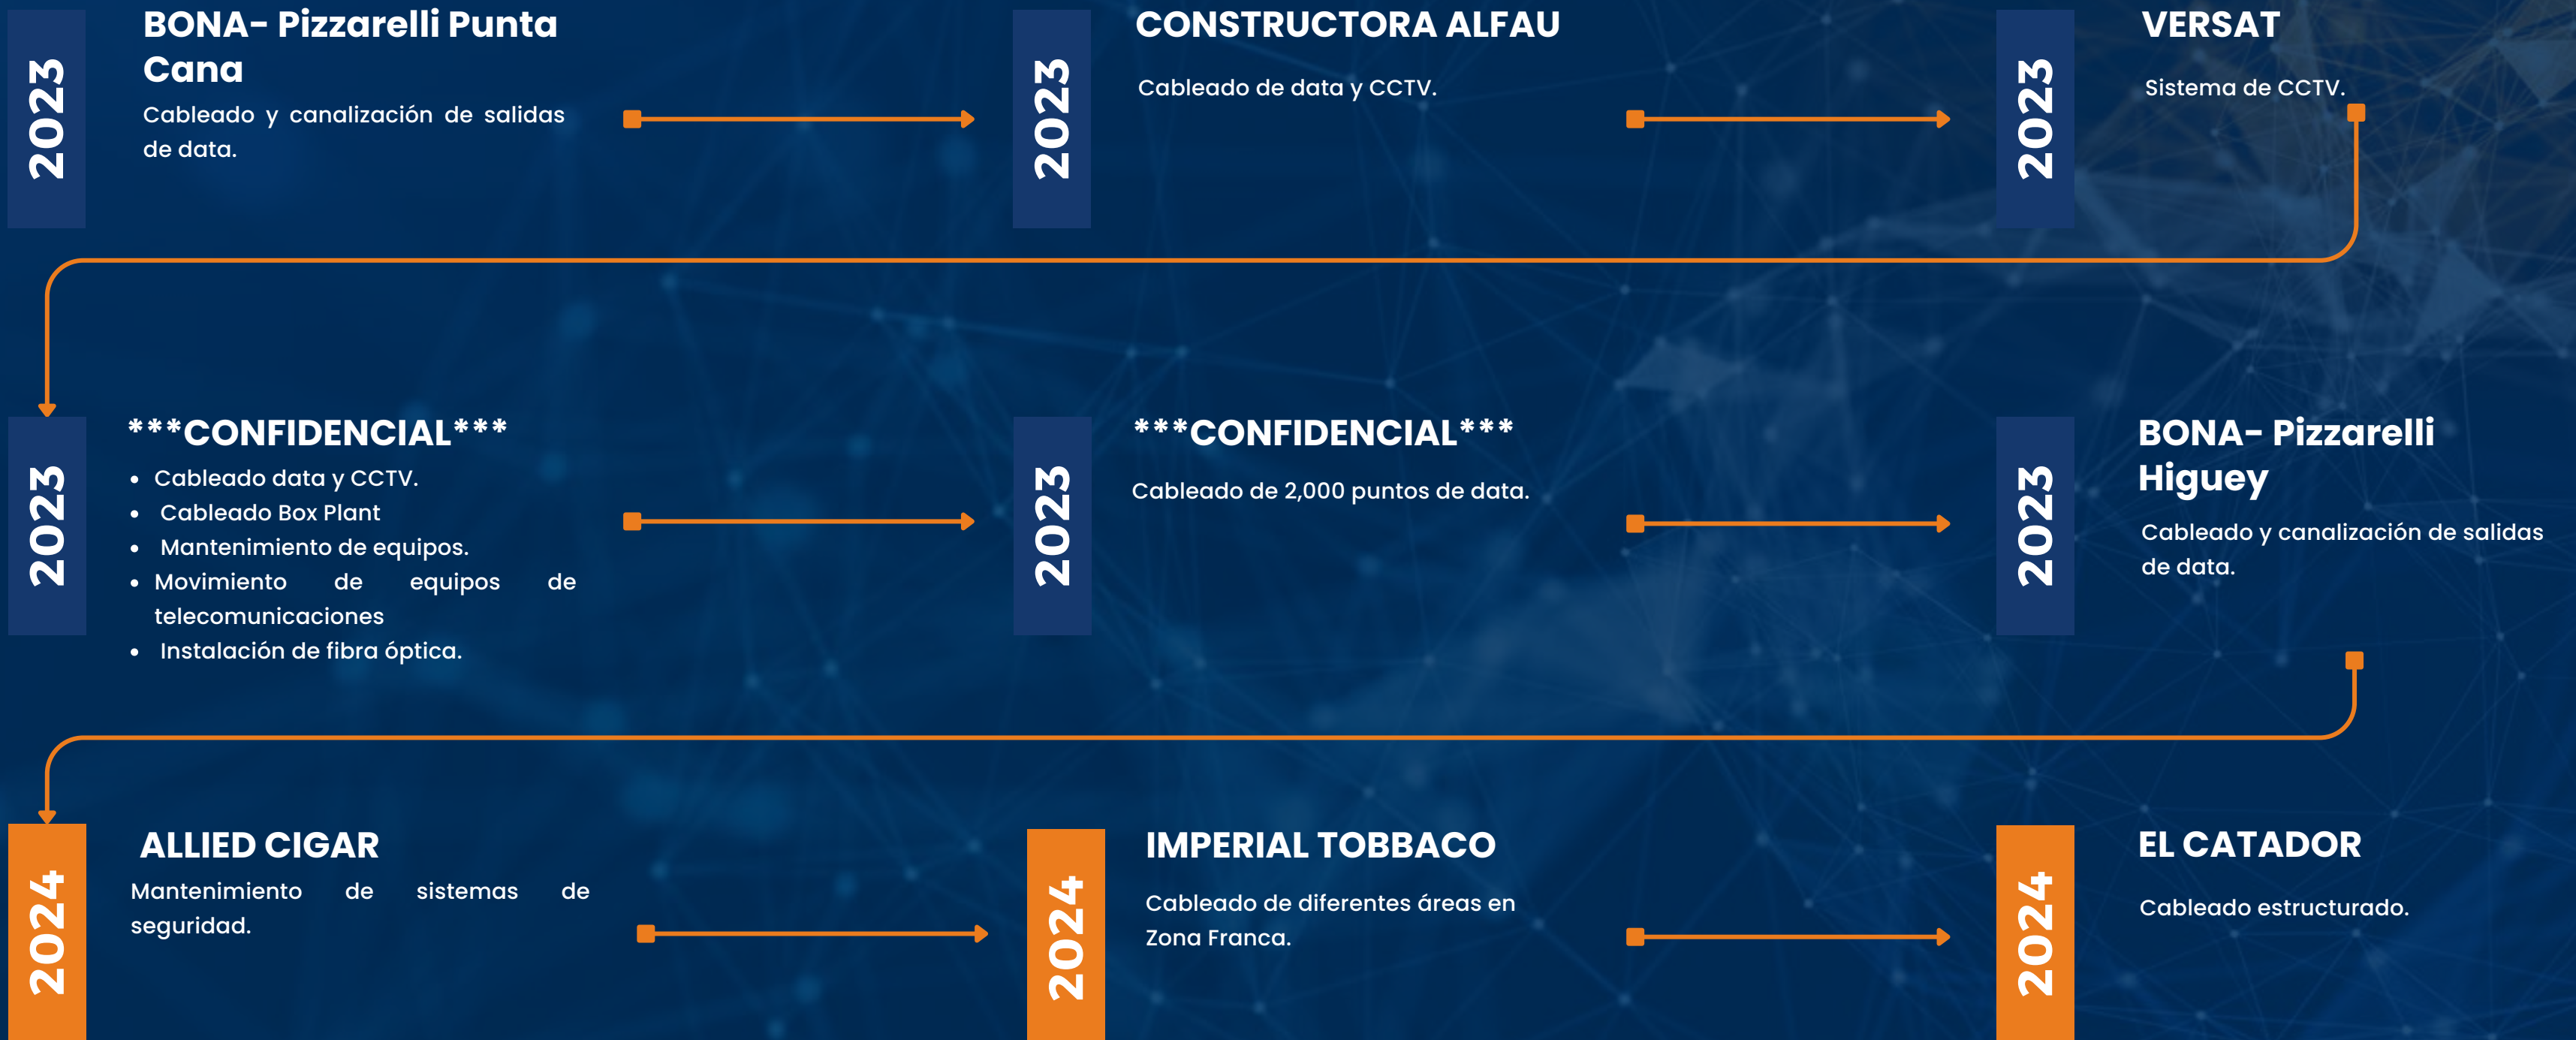 2023
BONA- Pizzarelli Punta
Cana
Cableado y canalización de salidas
de data.
2023
CONSTRUCTORA ALFAU
Cableado de data y CCTV.
2023
VERSAT
Sistema de CCTV.
2023
***CONFIDENCIAL***
• Cableado data y CCTV.
• Cableado Box Plant
• Mantenimiento de equipos.
• Movimiento de equipos de
telecomunicaciones
• Instalación de fibra óptica.
2023
***CONFIDENCIAL***
Cableado de 2,000 puntos de data.
2023
BONA- Pizzarelli
Higuey
Cableado y canalización de salidas
de data.
2024
ALLIED CIGAR
Mantenimiento de sistemas de
seguridad.
2024
IMPERIAL TOBBACO
Cableado de diferentes áreas en
Zona Franca.
2024
EL CATADOR
Cableado estructurado.